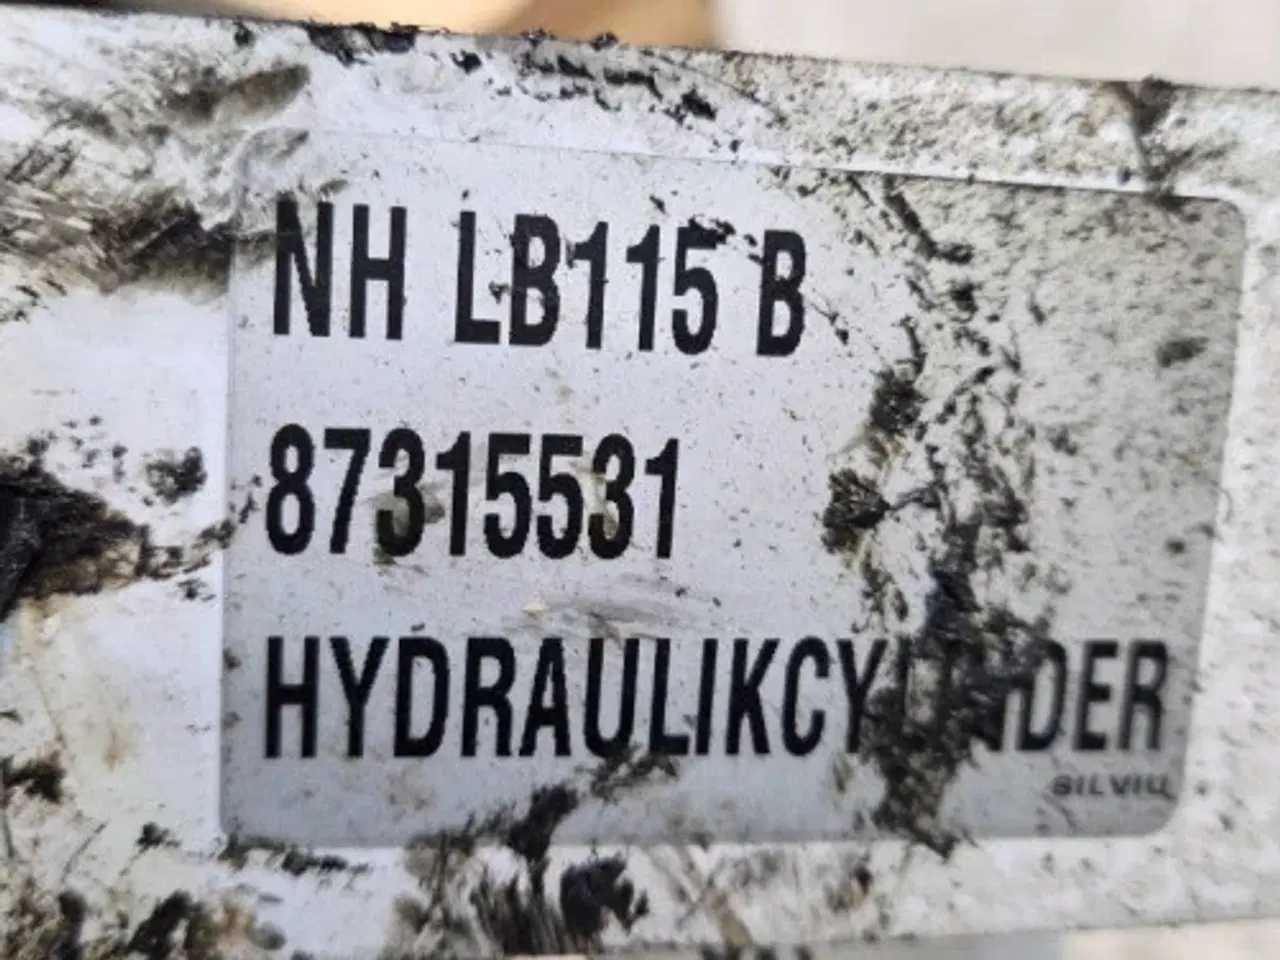 NH LB115 B
87315531
HYDRAULIKCYLINDER
SILVIU